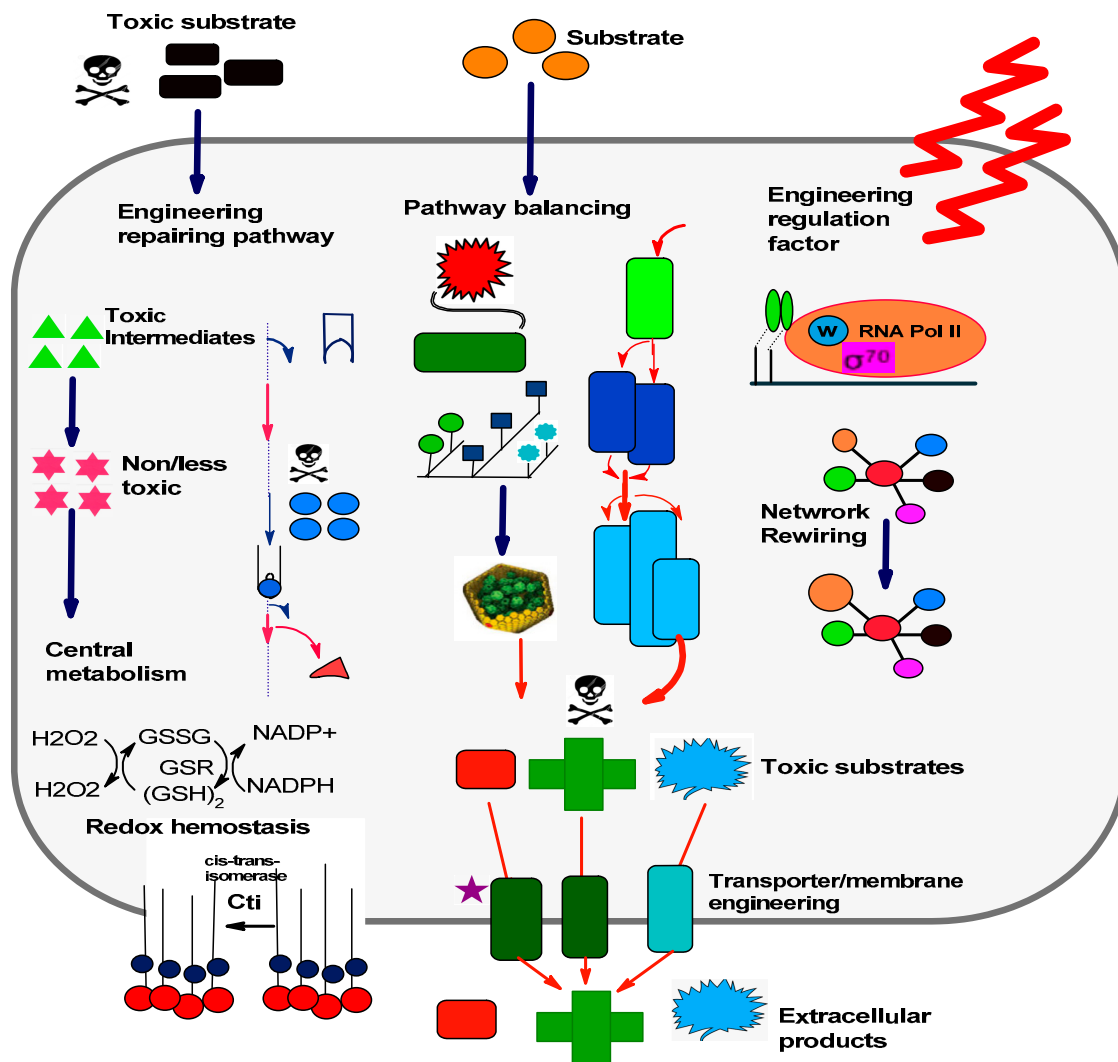 Toxic substrate
Substrate
Engineering
repairing pathway
Pathway balancing
Engineering
regulation
factor
Toxic
Intermediates
W
RNA Pol II
σ70
Non/less
toxic
Netwrork
Rewiring
Central
metabolism
H2O2
GSSG
NADP+
GSR
H2O2
(GSH)2
NADPH
Redox hemostasis
Toxic substrates
cis-trans-
isomerase
Cti
Transporter/membrane
engineering
Extracellular
products